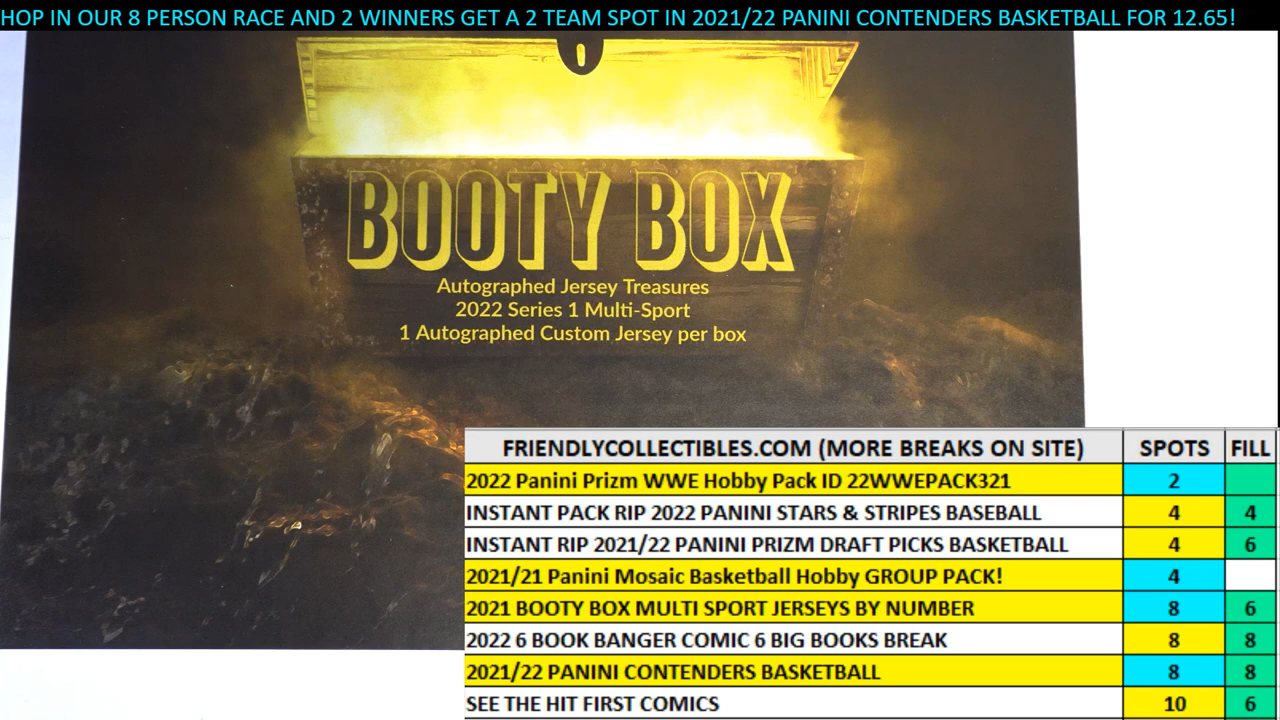 HOP IN OUR 8 PERSON RACE AND 2 WINNERS GET A 2 TEAM SPOT IN 2021/22 PANINI CONTENDERS BASKETBALL FOR 12.65!
BOOTY BOX
Autographed Jersey Treasures
2022 Series 1 Multi-Sport
1 Autographed Custom Jersey per box
FRIENDLYCOLLECTIBLES.COM (MORE BREAKS ON SITE) SPOTS FILL
2022 Panini Prizm WWE Hobby Pack ID 22WWEPACK321 2
INSTANT PACK RIP 2022 PANINI STARS & STRIPES BASEBALL 4 4
INSTANT RIP 2021/22 PANINI PRIZM DRAFT PICKS BASKETBALL 4 6
2021/21 Panini Mosaic Basketball Hobby GROUP PACK! 4
2021 BOOTY BOX MULTI SPORT JERSEYS BY NUMBER 8 6
2022 6 BOOK BANGER COMIC 6 BIG BOOKS BREAK 8 8
2021/22 PANINI CONTENDERS BASKETBALL 8 8
SEE THE HIT FIRST COMICS 10 6